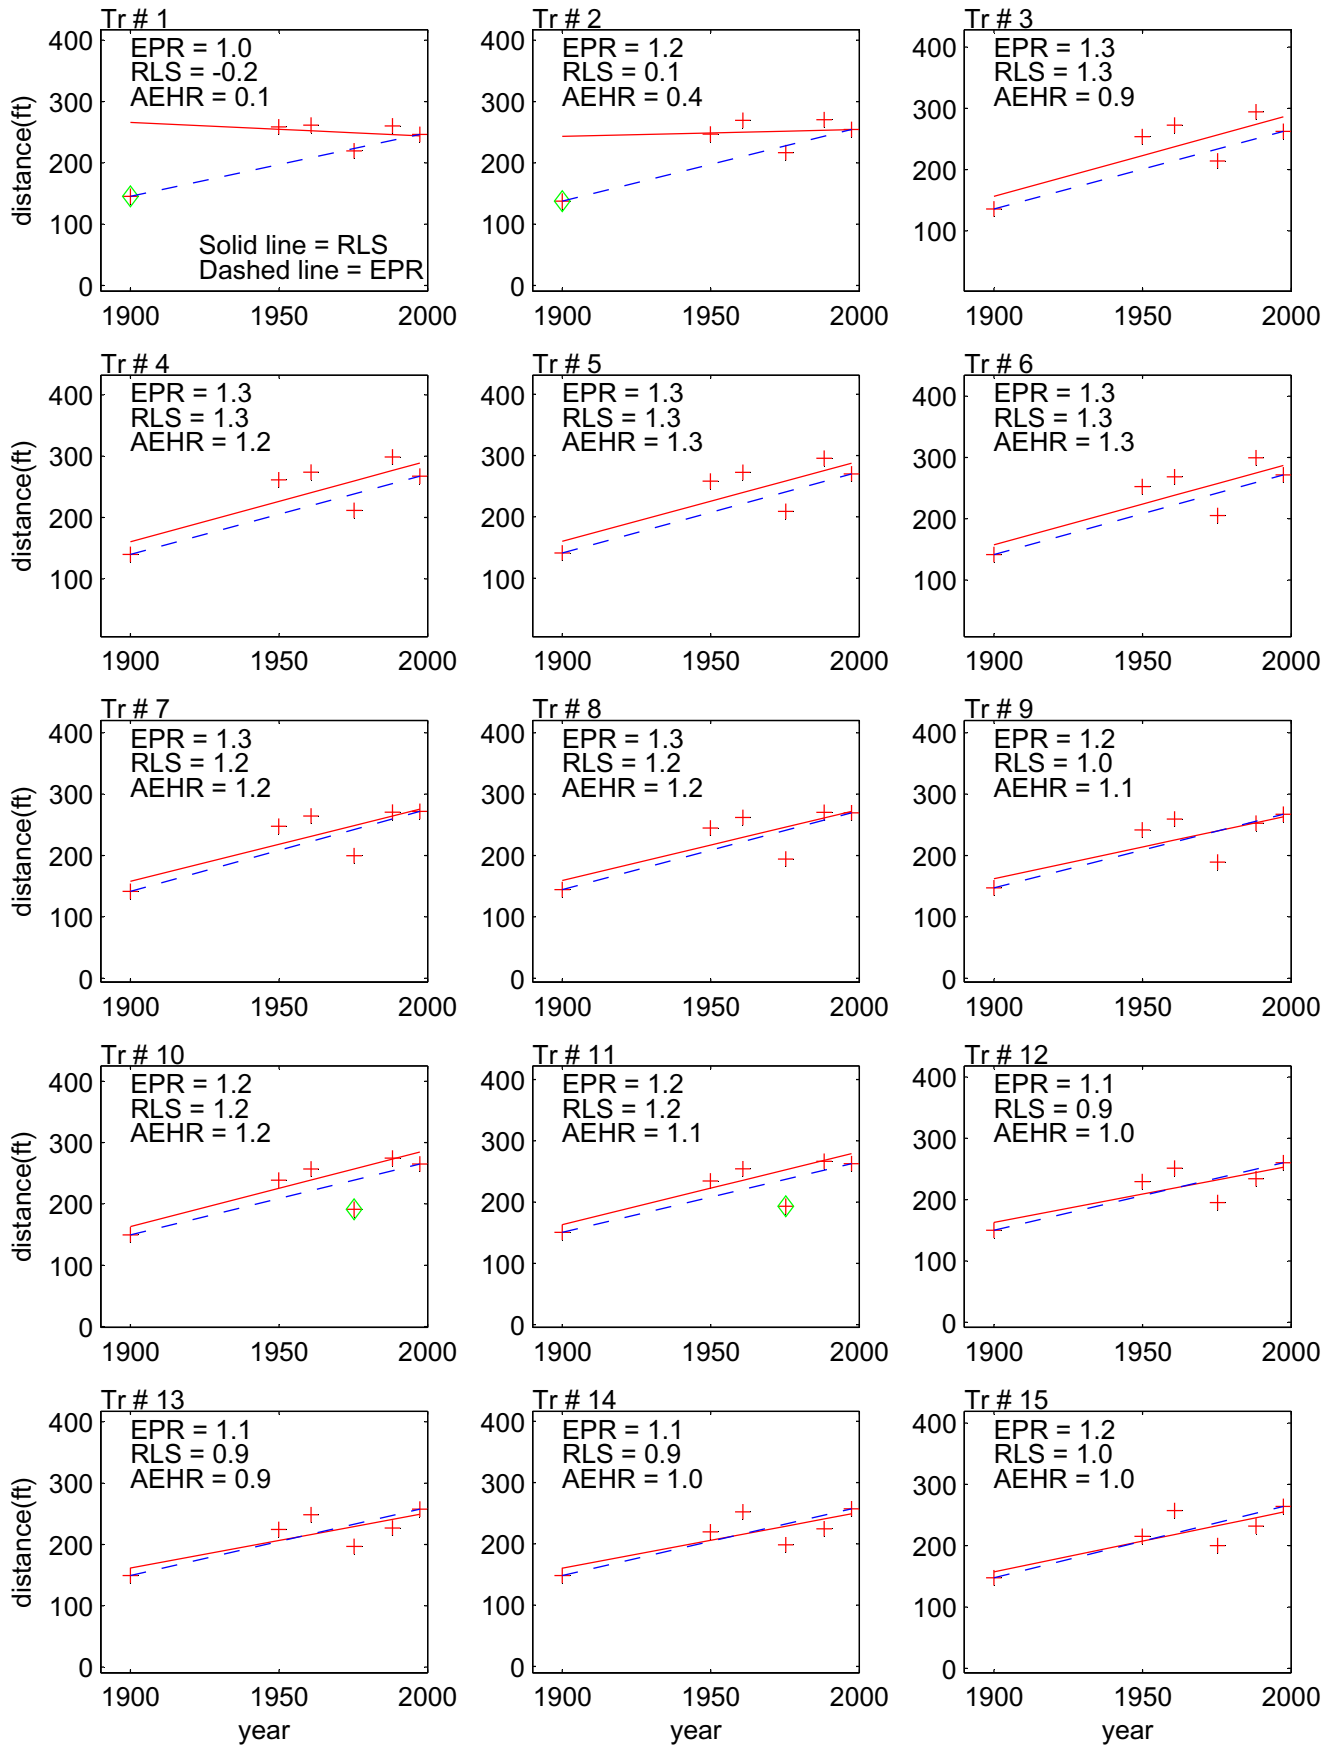 Tr # 1
EPR = 1.0
RLS = -0.2
AEHR = 0.1
Solid line = RLS
Dashed line = EPR
400
300
200
100
0
distance(ft)
1900 1950 2000
Tr # 2
EPR = 1.2
RLS = 0.1
AEHR = 0.4
400
300
200
100
0
1900 1950 2000
Tr # 3
EPR = 1.3
RLS = 1.3
AEHR = 0.9
400
300
200
100
1900 1950 2000
Tr # 4
EPR = 1.3
RLS = 1.3
AEHR = 1.2
400
300
200
100
distance(ft)
1900 1950 2000
Tr # 5
EPR = 1.3
RLS = 1.3
AEHR = 1.3
400
300
200
100
1900 1950 2000
Tr # 6
EPR = 1.3
RLS = 1.3
AEHR = 1.3
400
300
200
100
1900 1950 2000
Tr # 7
EPR = 1.3
RLS = 1.2
AEHR = 1.2
400
300
200
100
0
distance(ft)
1900 1950 2000
Tr # 8
EPR = 1.3
RLS = 1.2
AEHR = 1.2
400
300
200
100
0
1900 1950 2000
Tr # 9
EPR = 1.2
RLS = 1.0
AEHR = 1.1
400
300
200
100
0
1900 1950 2000
Tr # 10
EPR = 1.2
RLS = 1.2
AEHR = 1.2
400
300
200
100
0
distance(ft)
1900 1950 2000
Tr # 11
EPR = 1.2
RLS = 1.2
AEHR = 1.1
400
300
200
100
0
1900 1950 2000
Tr # 12
EPR = 1.1
RLS = 0.9
AEHR = 1.0
400
300
200
100
0
1900 1950 2000
Tr # 13
EPR = 1.1
RLS = 0.9
AEHR = 0.9
400
300
200
100
0
distance(ft)
1900 1950 2000
year
Tr # 14
EPR = 1.1
RLS = 0.9
AEHR = 1.0
400
300
200
100
0
1900 1950 2000
year
Tr # 15
EPR = 1.2
RLS = 1.0
AEHR = 1.0
400
300
200
100
0
1900 1950 2000
year